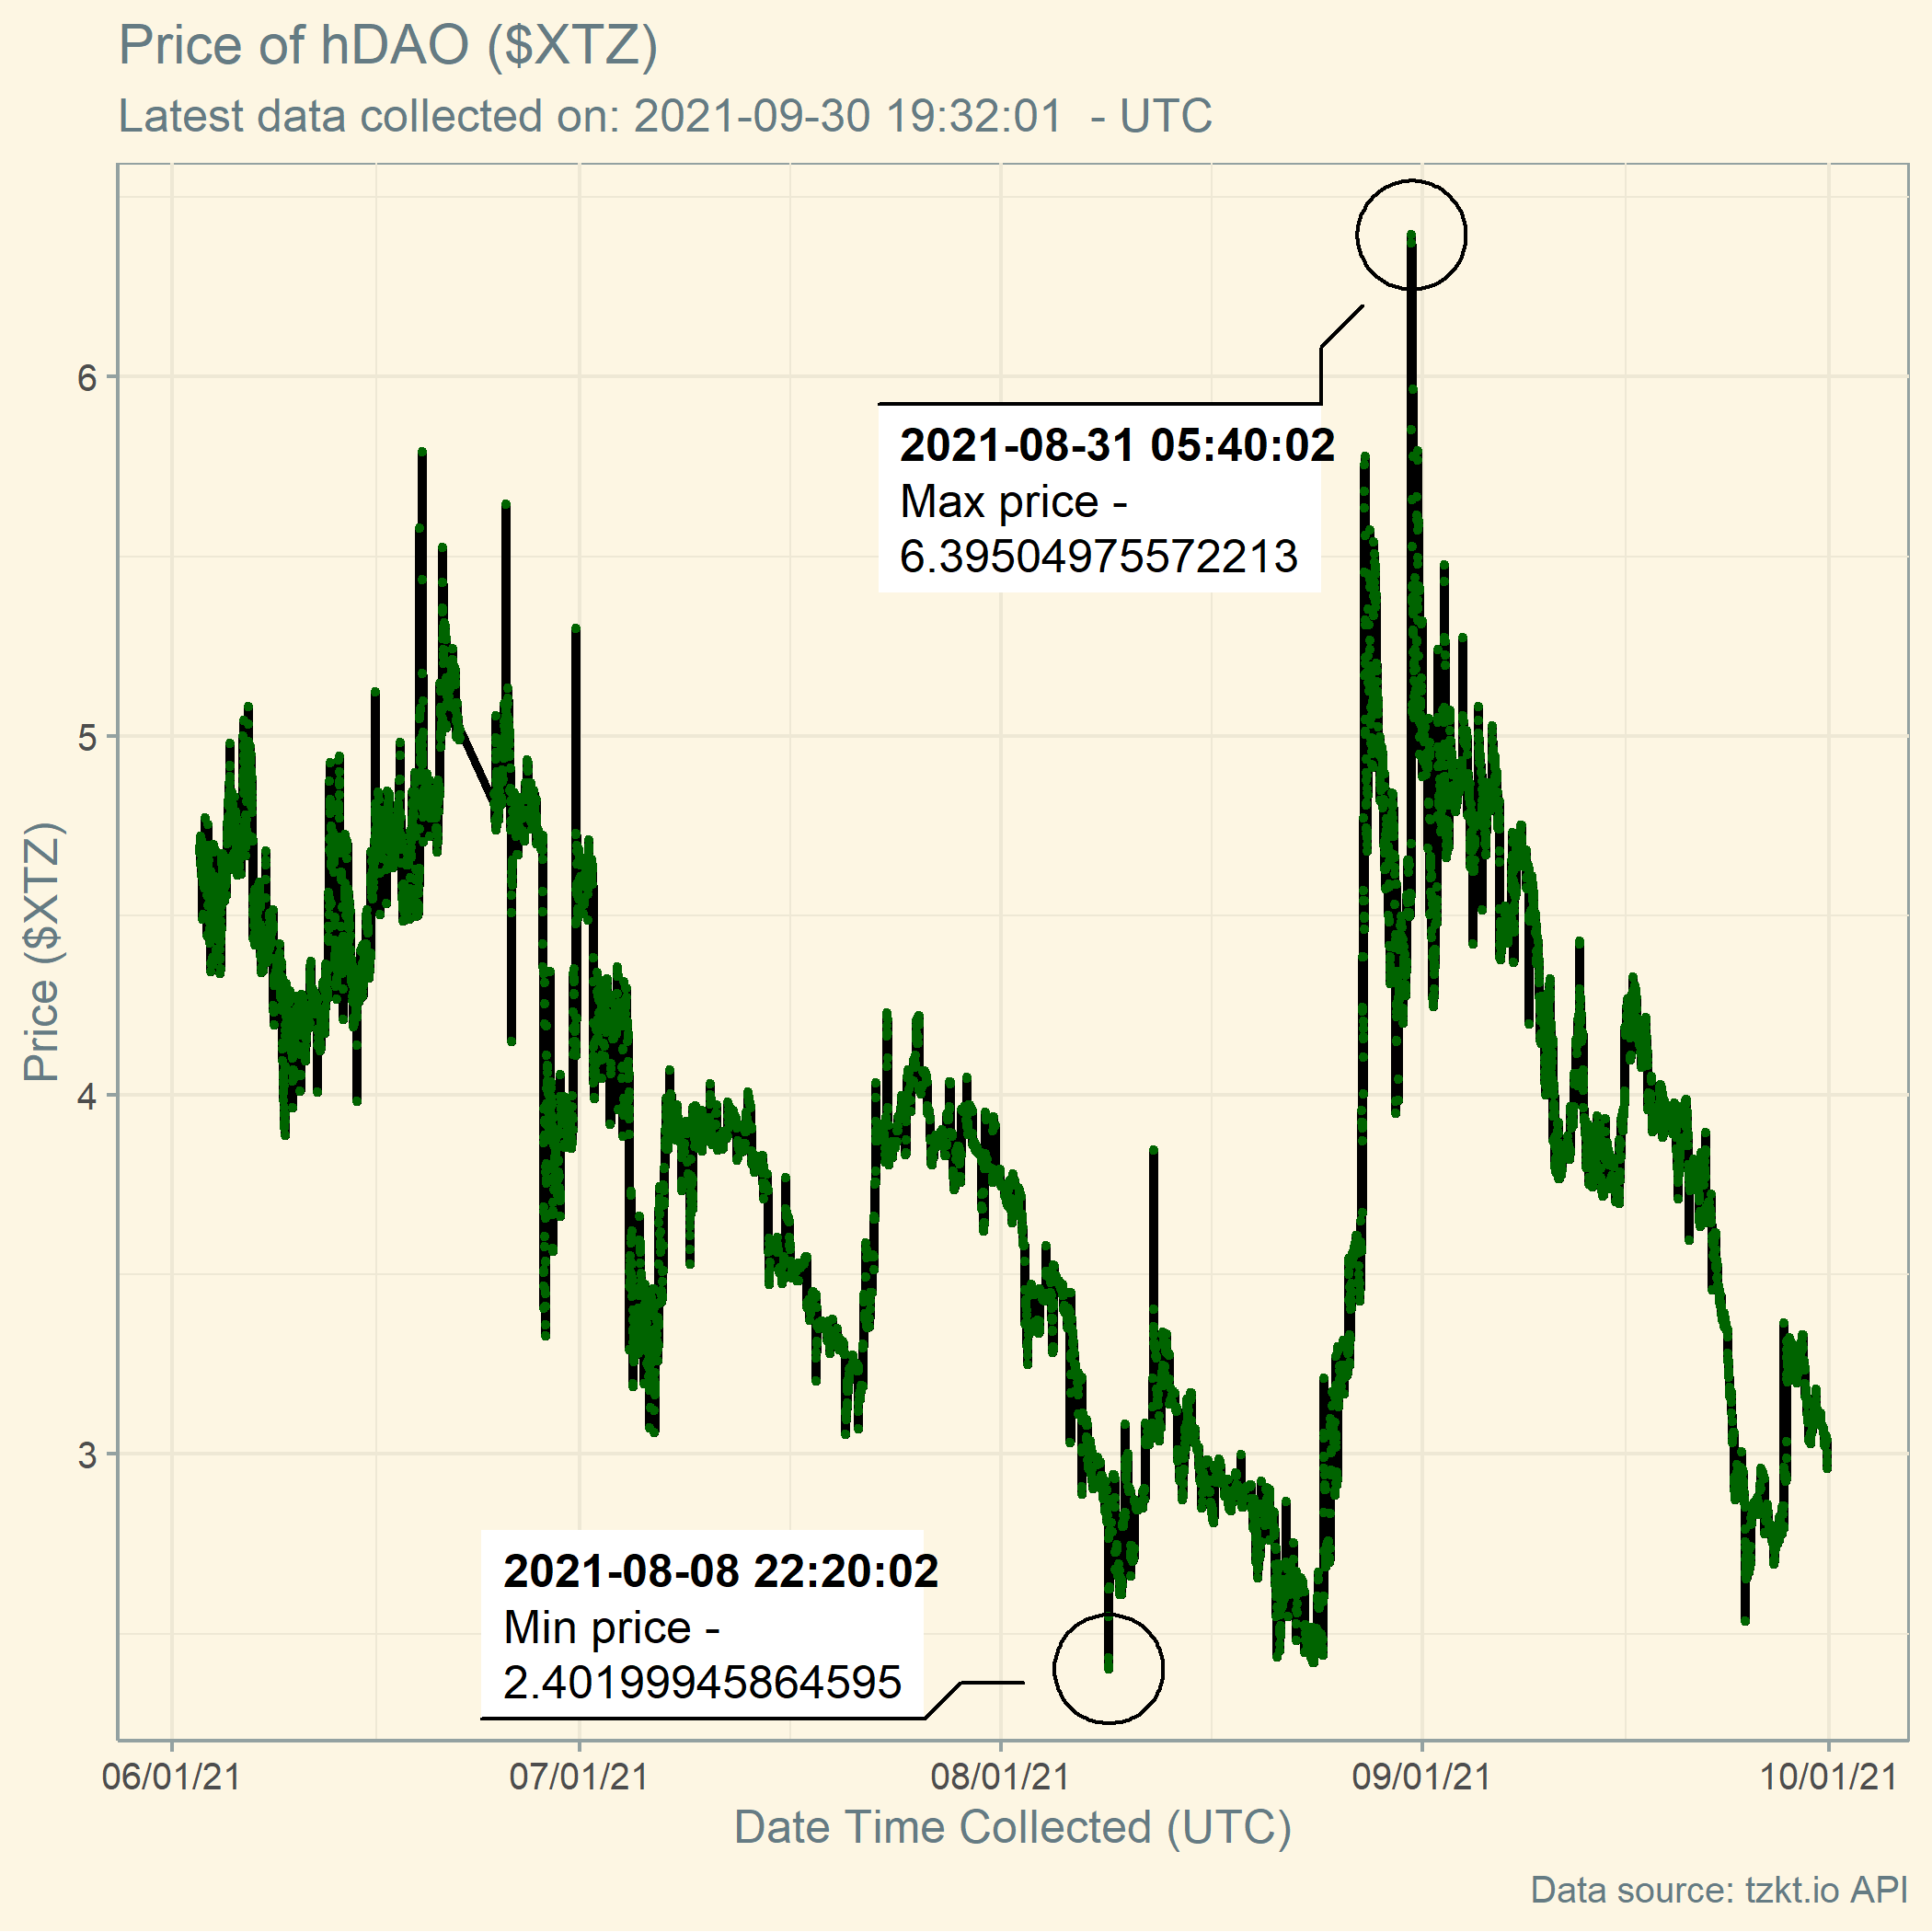 Price of hDAO ($XTZ)
Latest data collected on: 2021-09-30 19:32:01  - UTC
6
5
4
3
Price ($XTZ)
2021-08-31 05:40:02
Max price -
6.39504975572213
2021-08-08 22:20:02
Min price -
2.40199945864595
06/01/21
07/01/21
08/01/21
09/01/21
10/01/21
Date Time Collected (UTC)
Data source: tzkt.io API